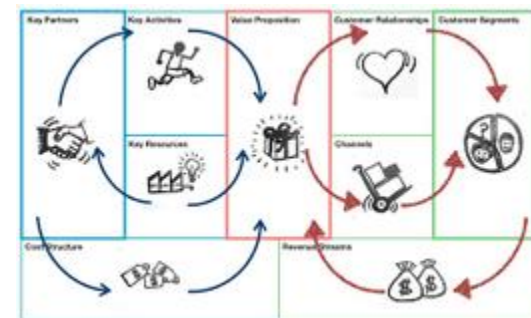 Key Partners
Key Activities
Value Proposition
Customer Relationships
Customer Segments
Key Resources
Channels
Cost Structure
Revenue Streams
?
$
$